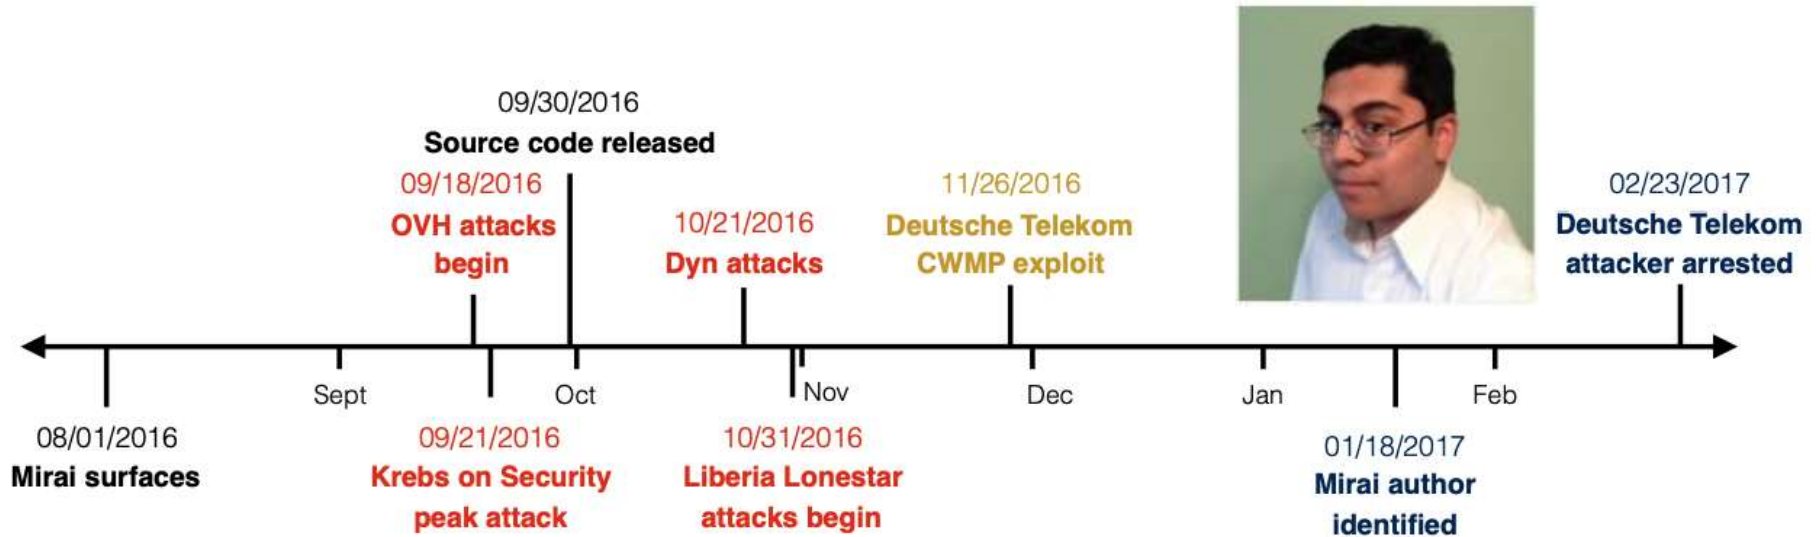 09/30/2016
Source code released
09/18/2016
OVH attacks
begin
10/21/2016
Dyn attacks
11/26/2016
Deutsche Telekom
CWMP exploit
02/23/2017
Deutsche Telekom
attacker arrested
Sept
Oct
Nov
Dec
Jan
Feb
08/01/2016
Mirai surfaces
09/21/2016
Krebs on Security
peak attack
10/31/2016
Liberia Lonestar
attacks begin
01/18/2017
Mirai author
identified